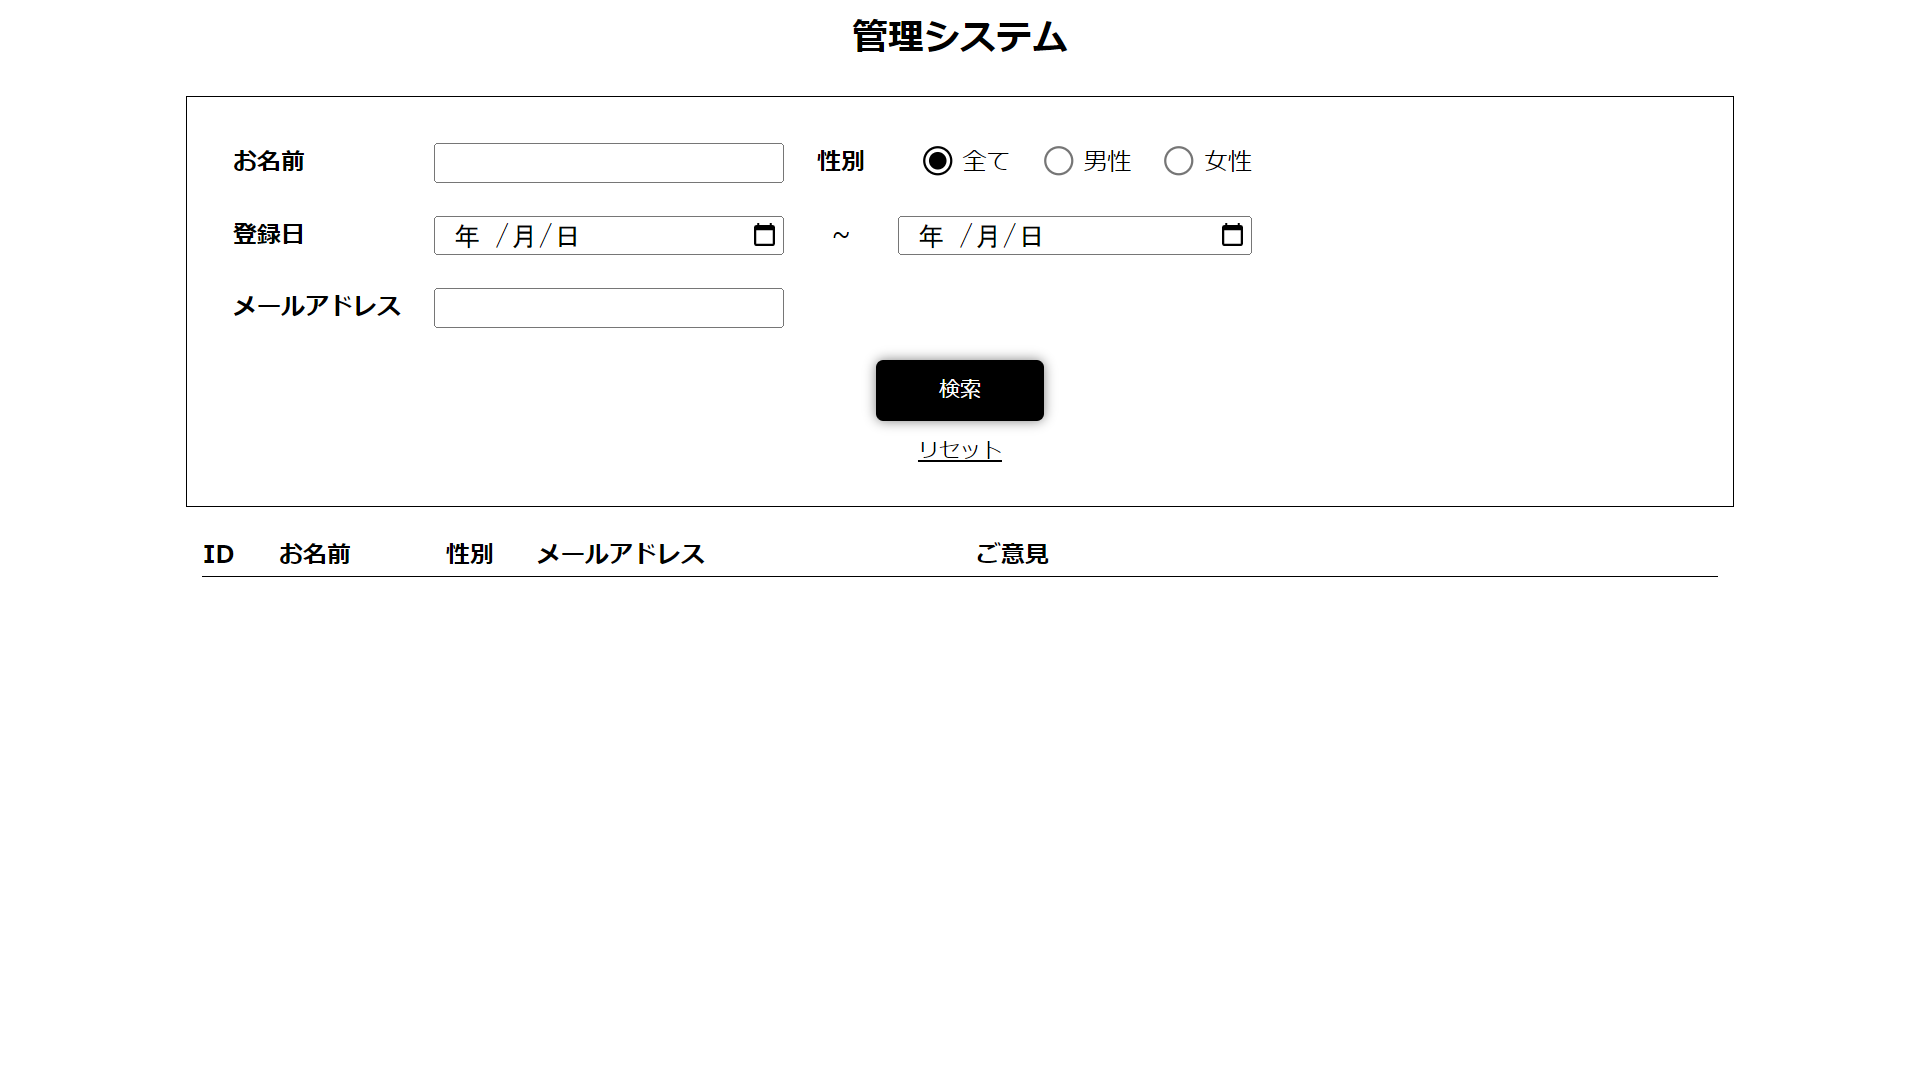 管理システム
お名前 性別 全て 男性 女性
登録日 年 /月/日 ~ 年 /月/日
メールアドレス
検索
リセット
ID お名前 性別 メールアドレス ご意見